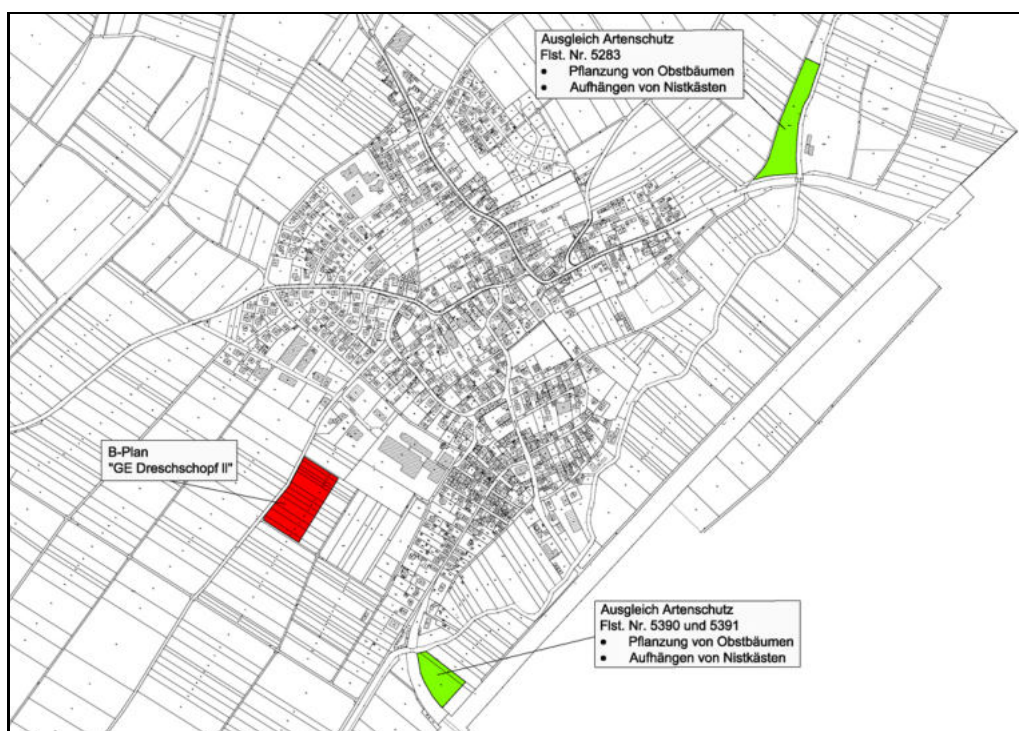 Ausgleich Artenschutz
Flst. Nr. 5283
• Pflanzung von Obstbäumen
• Aufhängen von Nistkästen
B-Plan
"GE Dreschschopf II"
Ausgleich Artenschutz
Flst. Nr. 5390 und 5391
• Pflanzung von Obstbäumen
• Aufhängen von Nistkästen